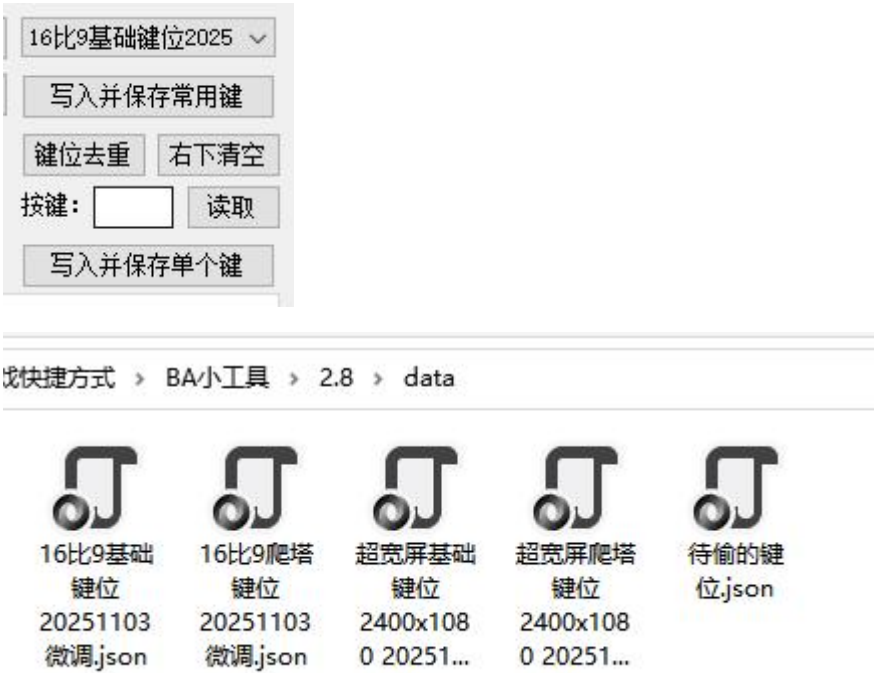 16比9基础键位2025
写入并保存常用键
键位去重 右下清空
按键： 读取
写入并保存单个键
快捷方式 › BA小工具 › 2.8 › data
16比9基础 16比9爬塔 超宽屏基础 超宽屏爬塔 待偷的键
键位 键位 键位 键位 位.json
20251103 20251103 2400x108 2400x108
微调.json 微调.json 0 20251... 0 20251...